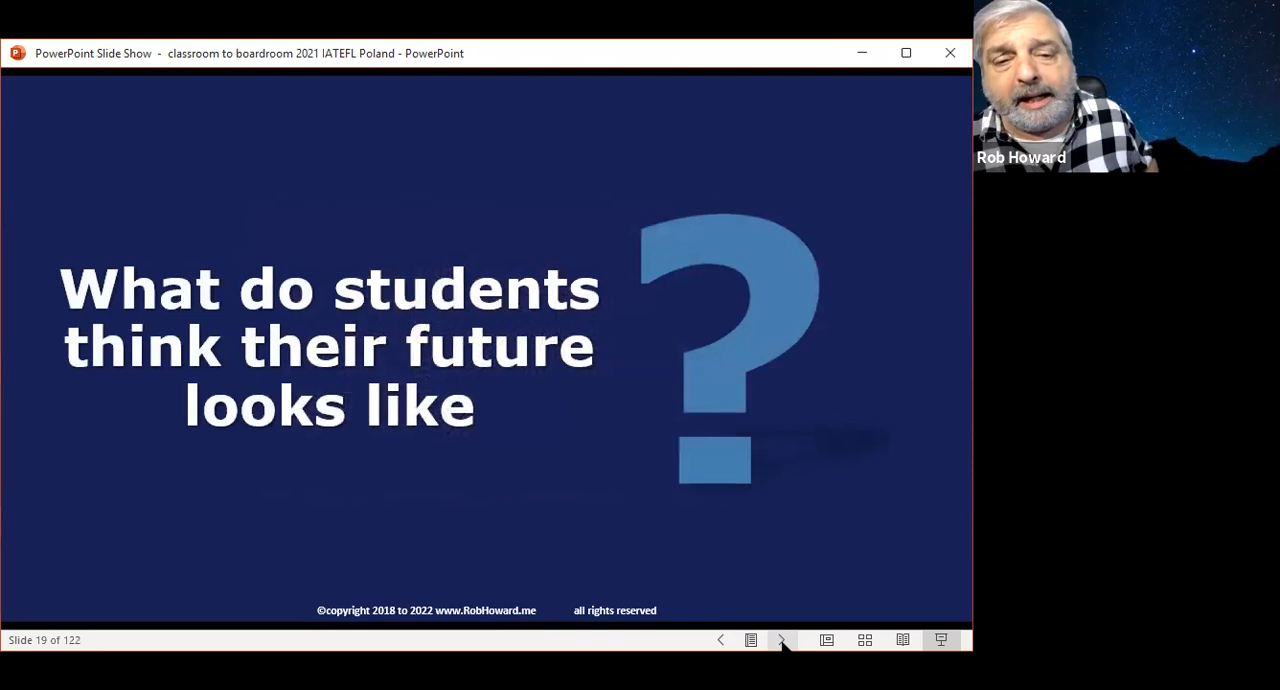 PowerPoint Slide Show - classroom to boardroom 2021 IATEFL Poland - PowerPoint
Rob Howard
What do students
think their future
looks like
?
©copyright 2018 to 2022 www.RobHoward.me all rights reserved
Slide 19 of 122